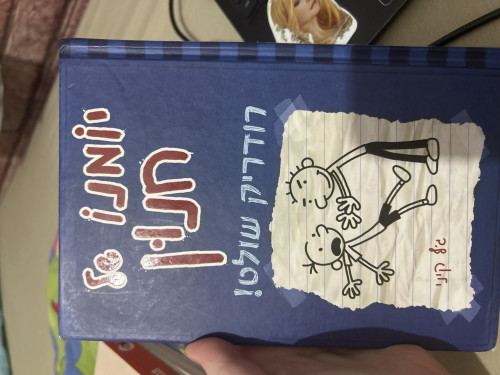 יומנו של
חנון
רודריק שולט!
ג'ף קיני